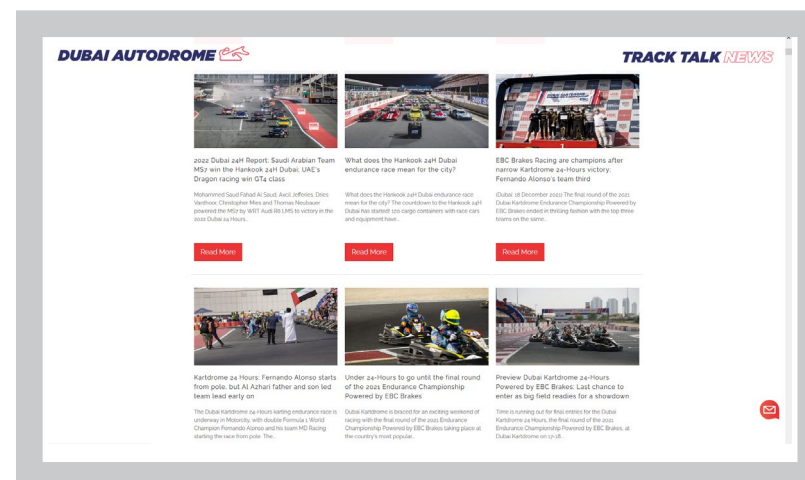 DUBAI AUTODROME
TRACK TALK NEWS
2022 Dubai 24H Report: Saudi Arabian Team
MS7 win the Hankook 24H Dubai; UAE's
Dragon racing win GT4 class
Mohammed Saud Fahad Al Saud, Axcil Jefferies, Dries
Vanthoor, Christopher Mies and Thomas Neubauer
powered the MS7 by WRT Audi R8 LMS to victory in the
2022 Dubai 24 Hours...
Read More
What does the Hankook 24H Dubai
endurance race mean for the city?
What does the Hankook 24H Dubai endurance race
mean for the city? The countdown to the Hankook 24H
Dubai has started! 170 cargo containers with race cars
and equipment have...
Read More
EBC Brakes Racing are champions after
narrow Kartdrome 24-Hours victory;
Fernando Alonso's team third
(Dubai; 18 December 2021) The final round of the 2021
Dubai Kartdrome Endurance Championship Powered by
EBC Brakes ended in thrilling fashion with the top three
teams on the same...
Read More
Kartdrome 24 Hours: Fernando Alonso starts
from pole, but Al Azhari father and son led
team lead early on
The Dubai Kartdrome 24-Hours karting endurance race is
underway in Motorcity, with double Formula 1 World
Champion Fernando Alonso and his team MD Racing
starting the race from pole. The...
Under 24-Hours to go until the final round
of the 2021 Endurance Championship
Powered by EBC Brakes
Dubai Kartdrome is braced for an exciting weekend of
racing with the final round of the 2021 Endurance
Championship Powered by EBC Brakes taking place at
the country's most popular...
Preview Dubai Kartdrome 24-Hours
Powered by EBC Brakes: Last chance to
enter as big field readies for a showdown
Time is running out for final entries for the Dubai
Kartdrome 24 Hours, the final round of the 2021
Endurance Championship Powered by EBC Brakes, at
Dubai Kartdrome on 17-18...